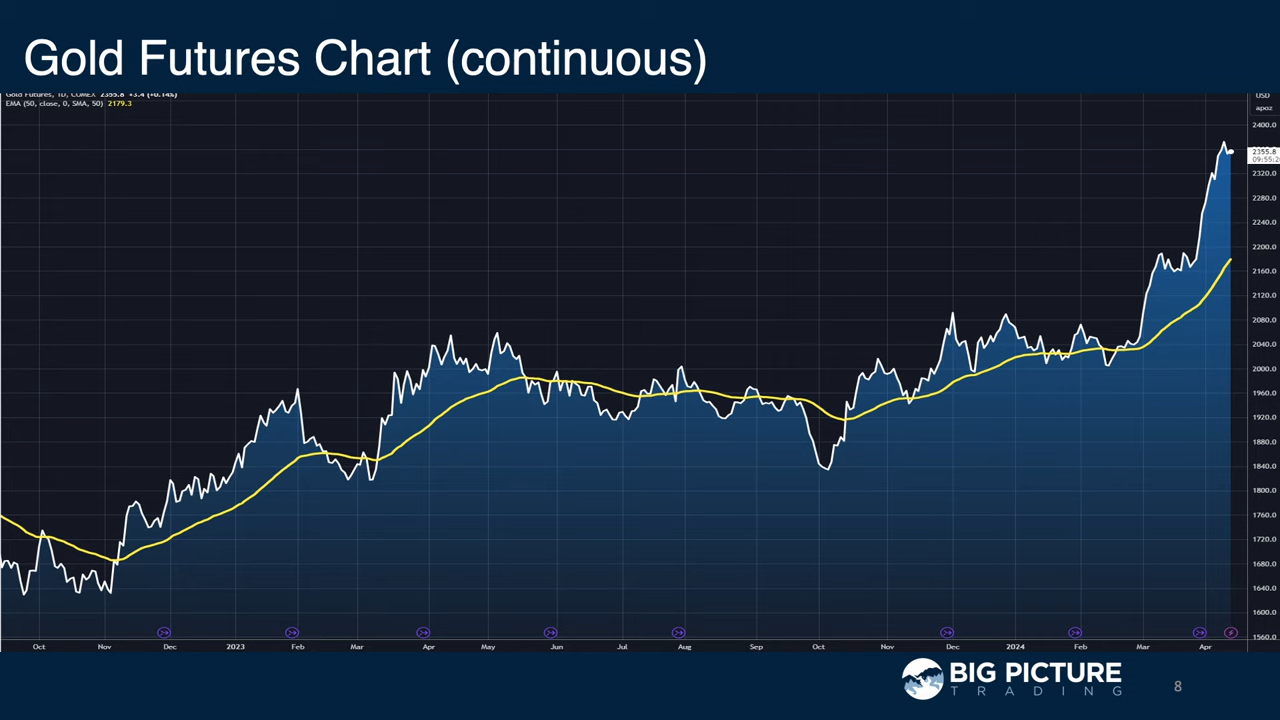 Gold Futures Chart (continuous)
Gold Futures, 1D, COMEX 2355.8 +3.4 (+0.14%)
EMA (50, close, 0, SMA, 50) 2179.3
USD
apoz
2400.0
2355.8
2320.0
2280.0
2240.0
2200.0
2160.0
2120.0
2080.0
2040.0
2000.0
1960.0
1920.0
1880.0
1840.0
1800.0
1760.0
1720.0
1680.0
1640.0
1600.0
1560.0
Oct Nov Dec 2023 Feb Mar Apr May Jun Jul Aug Sep Oct Nov Dec 2024 Feb Mar Apr
BIG PICTURE
TRADING
8